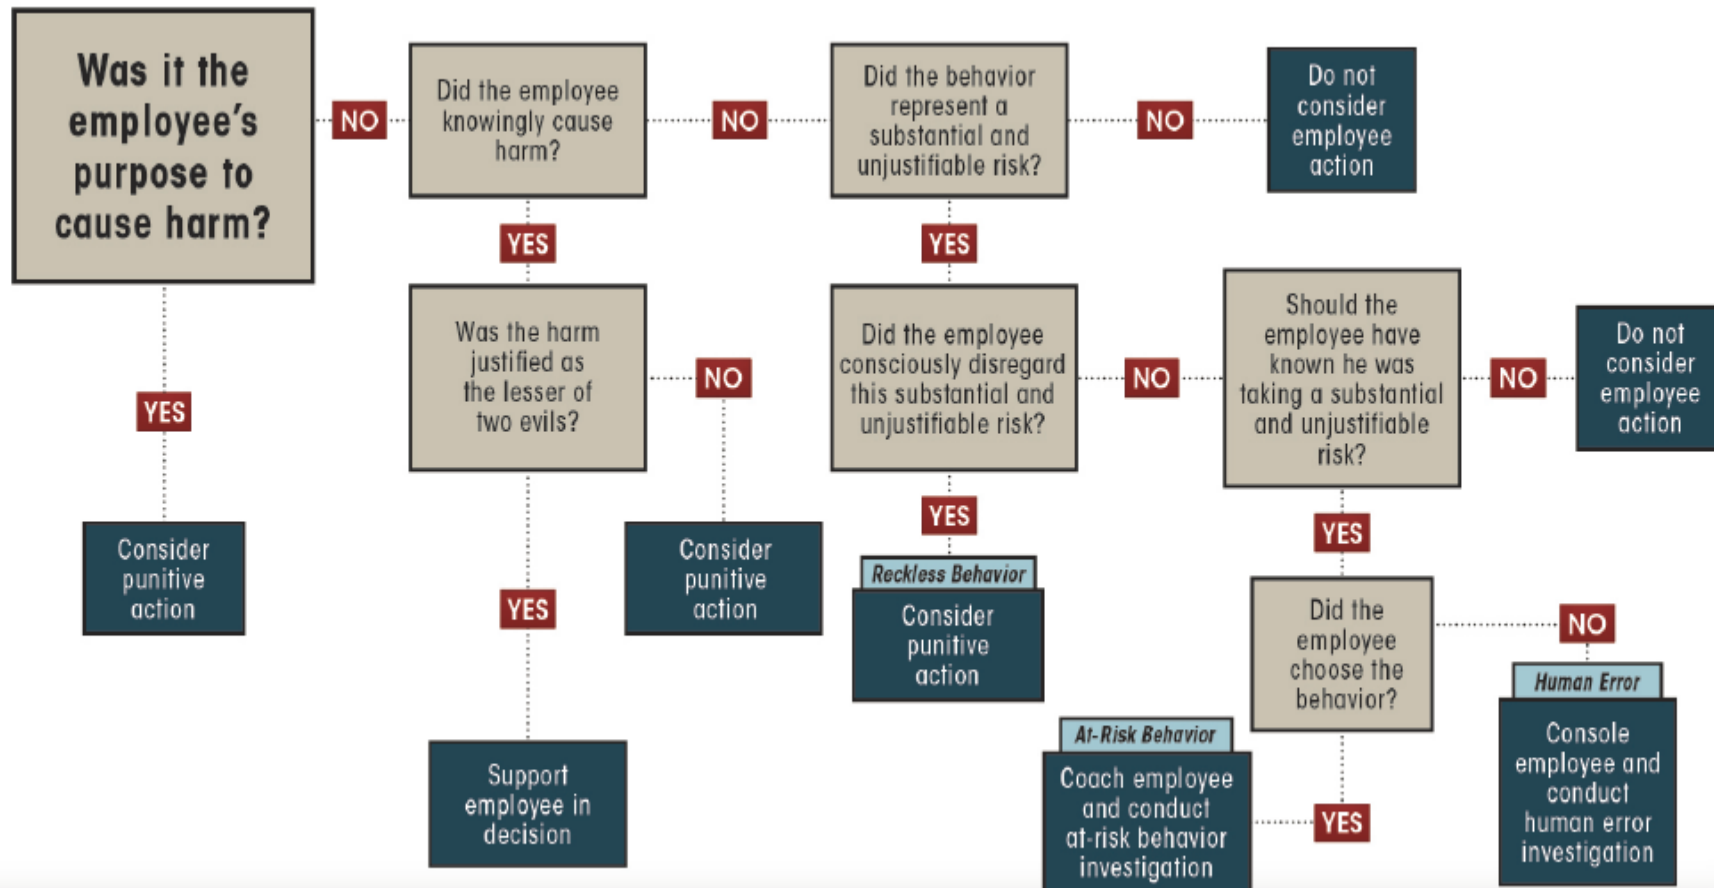 Was it the
employee's
purpose to
cause harm?
NO
Did the employee
knowingly cause
harm?
NO
Did the behavior
represent a
substantial and
unjustifiable risk?
NO
Do not
consider
employee
action
YES
YES
YES
Was the harm
justified as
the lesser of
two evils?
NO
Did the employee
consciously disregard
this substantial and
unjustifiable risk?
NO
Should the
employee have
known he was
taking a substantial
and unjustifiable
risk?
NO
Do not
consider
employee
action
Consider
punitive
action
YES
Consider
punitive
action
YES
Reckless Behavior
Consider
punitive
action
YES
Did the
employee
choose the
behavior?
NO
Human Error
Console
employee and
conduct
human error
investigation
Support
employee in
decision
At-Risk Behavior
Coach employee
and conduct
at-risk behavior
investigation
YES